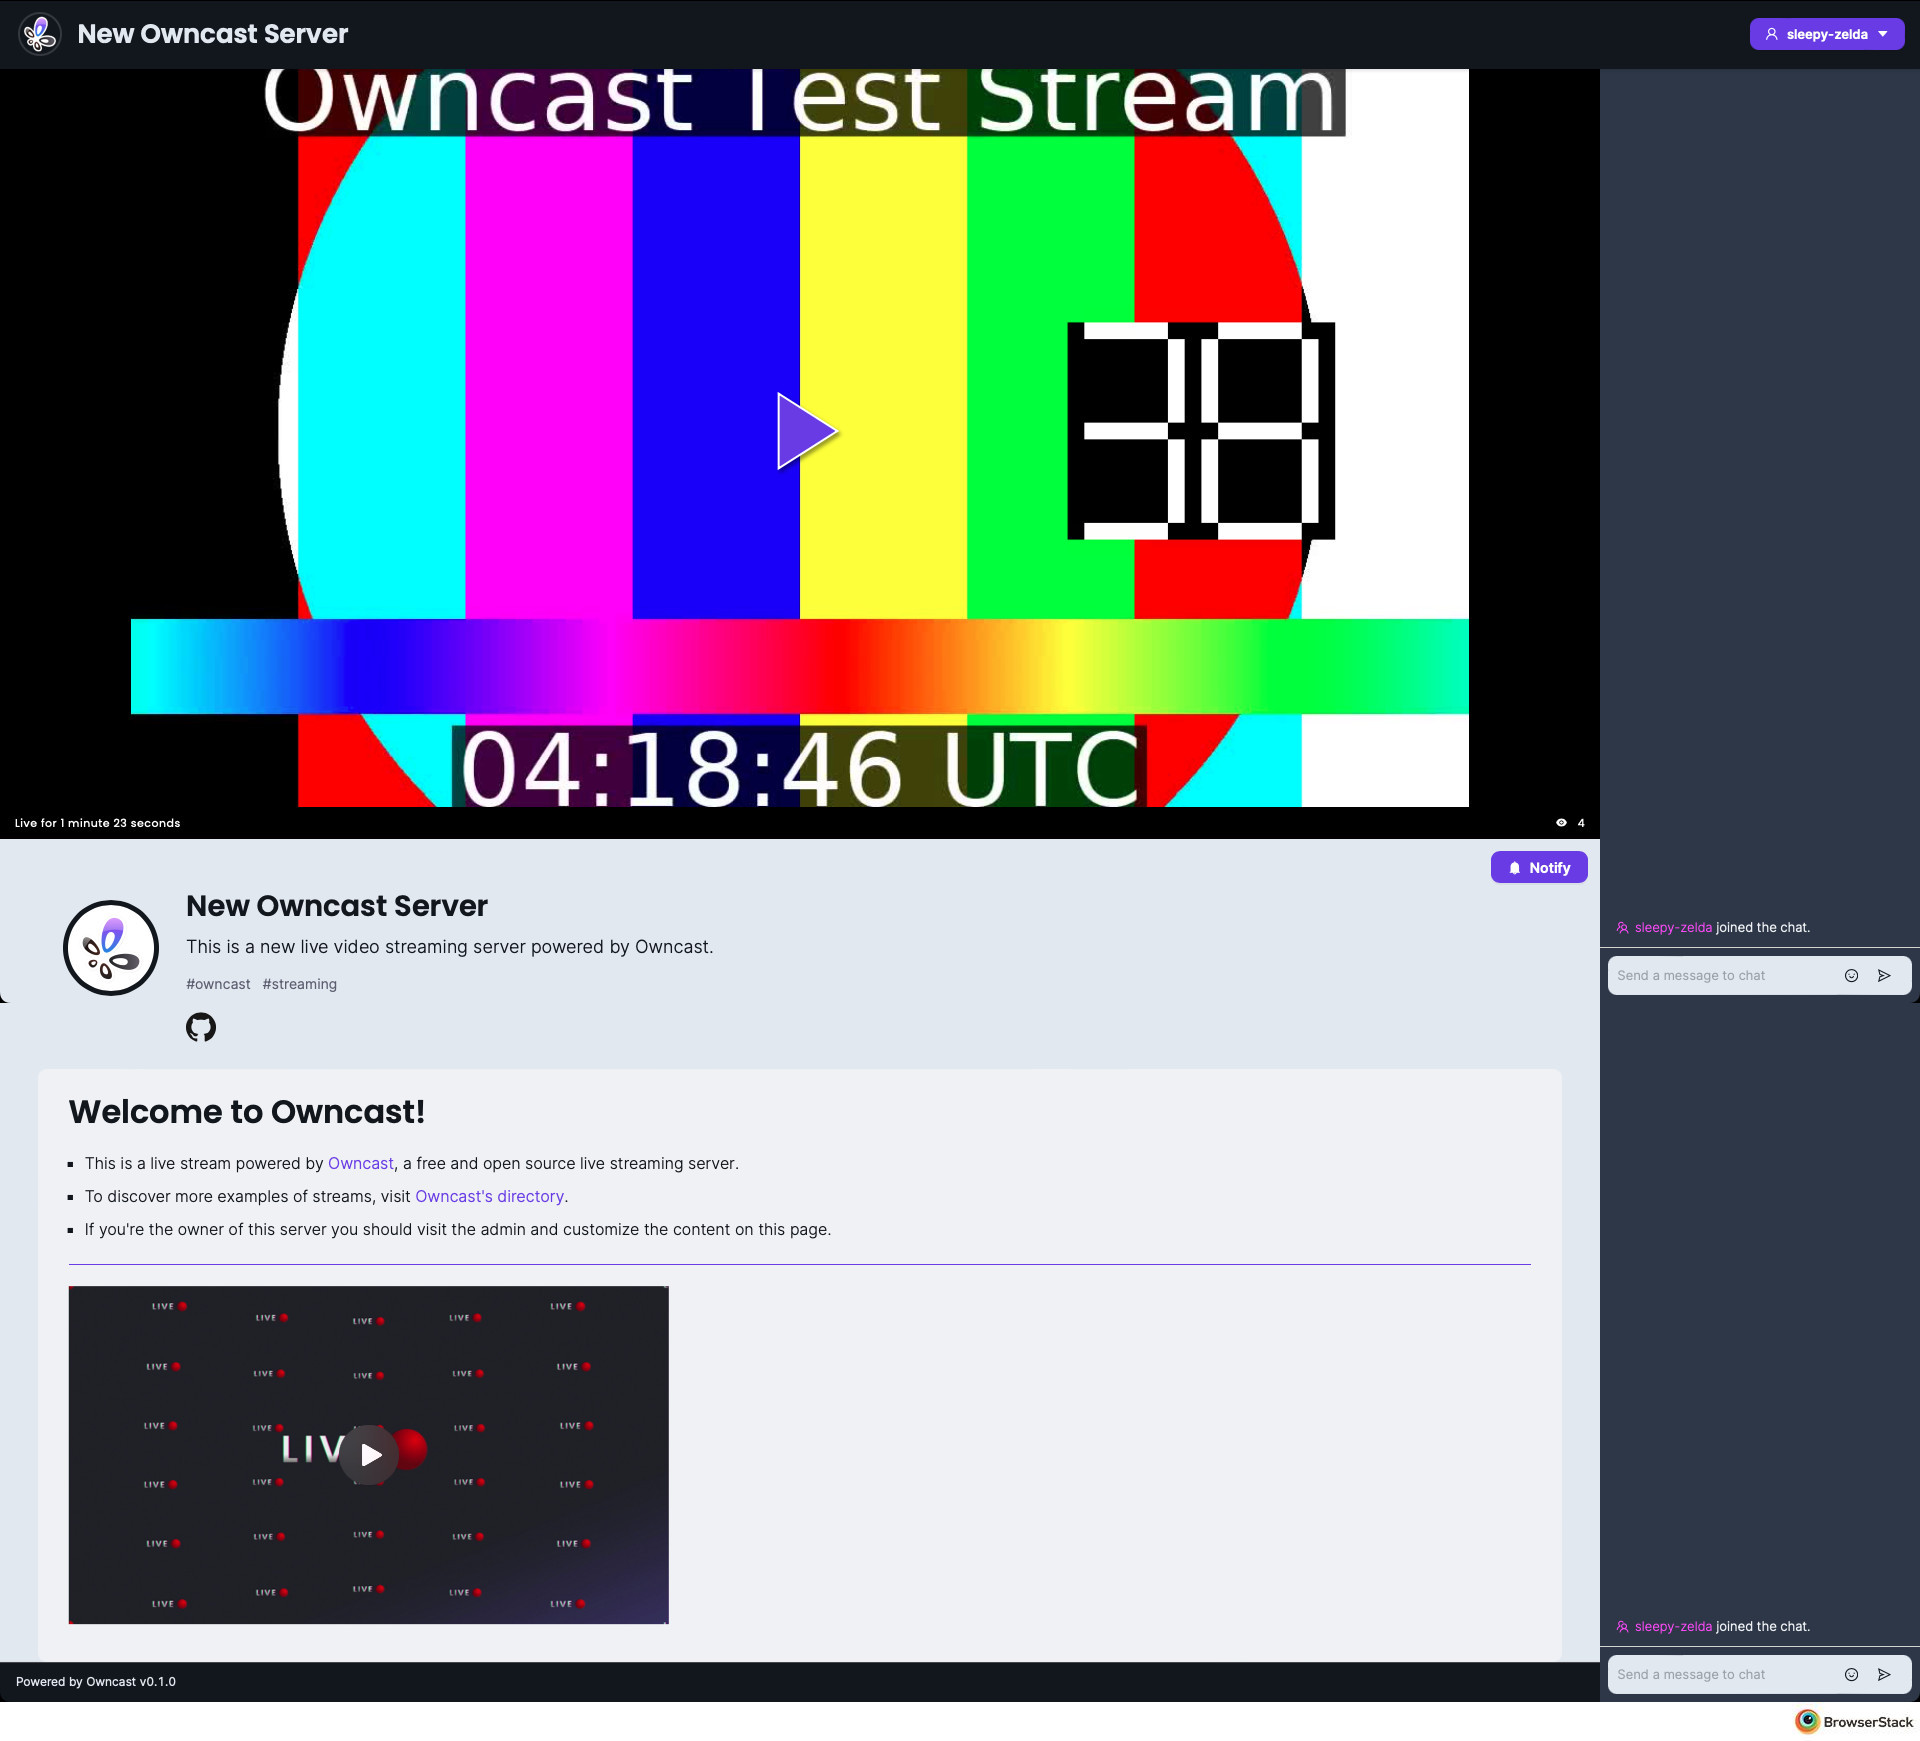 New Owncast Server
sleepy-zelda
Owncast Test Stream
38
04:18:46 UTC
Live for 1 minute 23 seconds
4
Notify
New Owncast Server
This is a new live video streaming server powered by Owncast.
#owncast #streaming
sleepy-zelda joined the chat.
Send a message to chat
Welcome to Owncast!
This is a live stream powered by Owncast, a free and open source live streaming server.
To discover more examples of streams, visit Owncast's directory.
If you're the owner of this server you should visit the admin and customize the content on this page.
LIVE LIVE LIVE LIVE LIVE
LIVE LIVE LIVE LIVE LIVE
LIVE LIVE LIVE LIVE
LIV
LIVE LIVE LIVE LIVE
LIVE LIVE LIVE LIVE LIVE
LIVE LIVE LIVE LIVE LIVE
sleepy-zelda joined the chat.
Send a message to chat
Powered by Owncast v0.1.0
BrowserStack